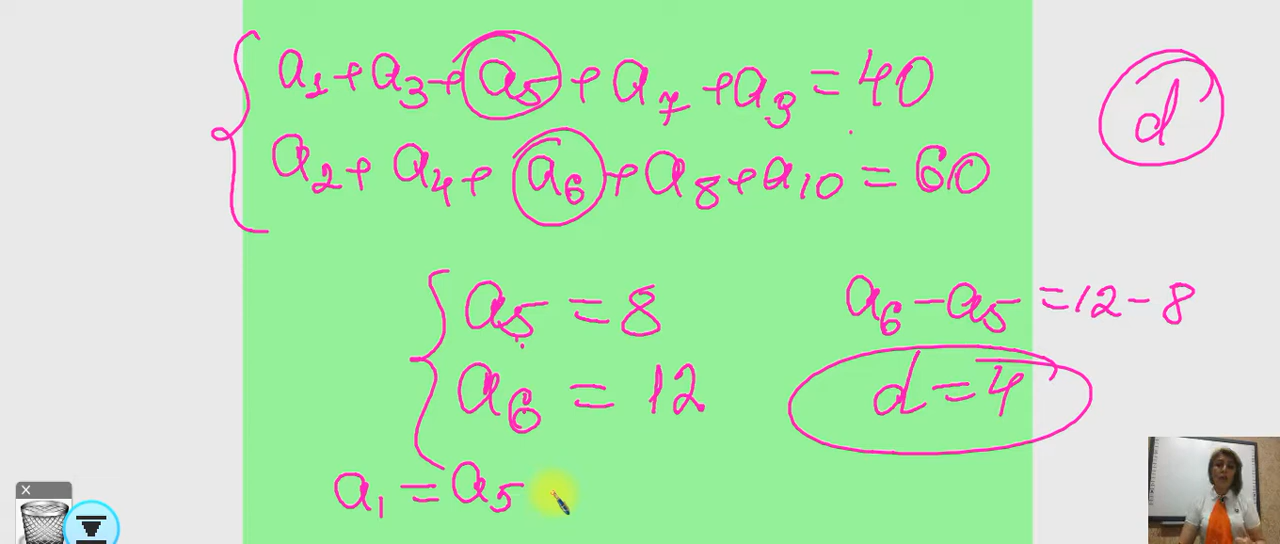 a₁+a₃+a₅+a₇+a₉=40
d
a₂+a₄+a₆+a₈+a₁₀=60
a₅=8
a₆-a₅=12-8
a₆=12
d=4
a₁=a₅